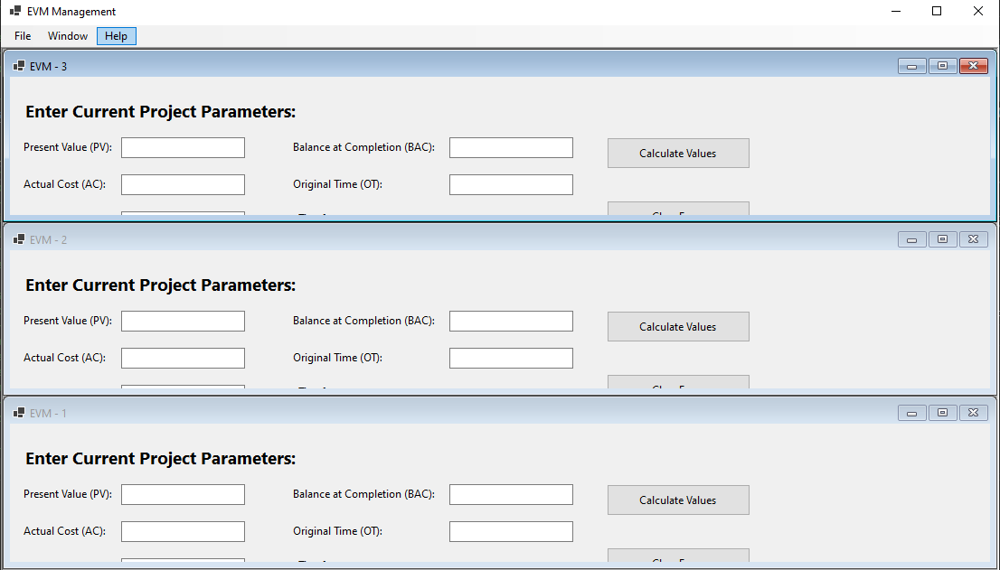 EVM Management
File Window Help
EVM - 3
Enter Current Project Parameters:
Present Value (PV): Balance at Completion (BAC): Calculate Values
Actual Cost (AC): Original Time (OT):
EVM - 2
Enter Current Project Parameters:
Present Value (PV): Balance at Completion (BAC): Calculate Values
Actual Cost (AC): Original Time (OT):
EVM - 1
Enter Current Project Parameters:
Present Value (PV): Balance at Completion (BAC): Calculate Values
Actual Cost (AC): Original Time (OT):